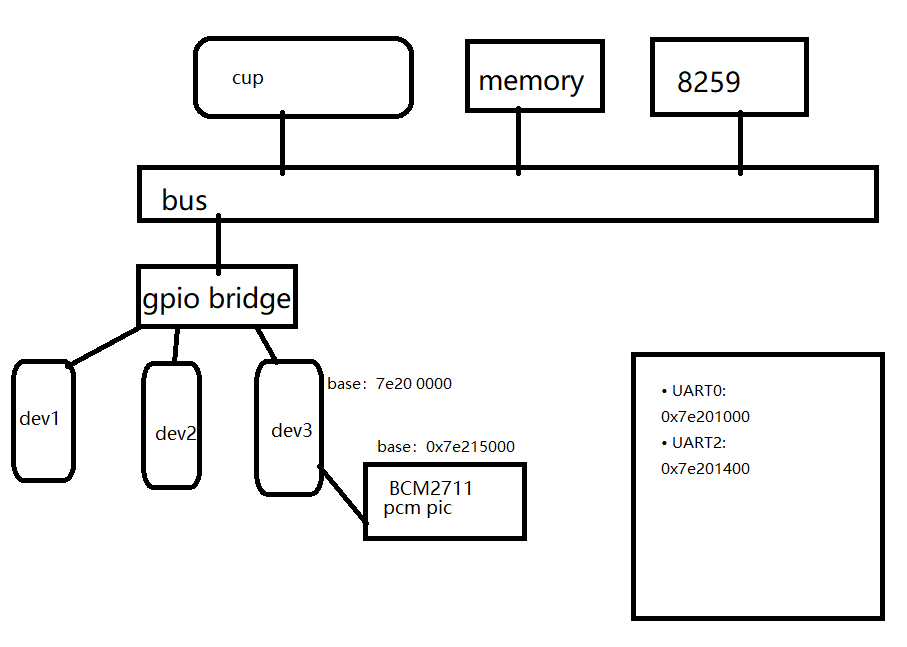 cup
memory
8259
bus
gpio bridge
dev1
dev2
dev3
base：7e20 0000
base：0x7e215000
BCM2711
pcm pic
• UART0:
0x7e201000
• UART2:
0x7e201400